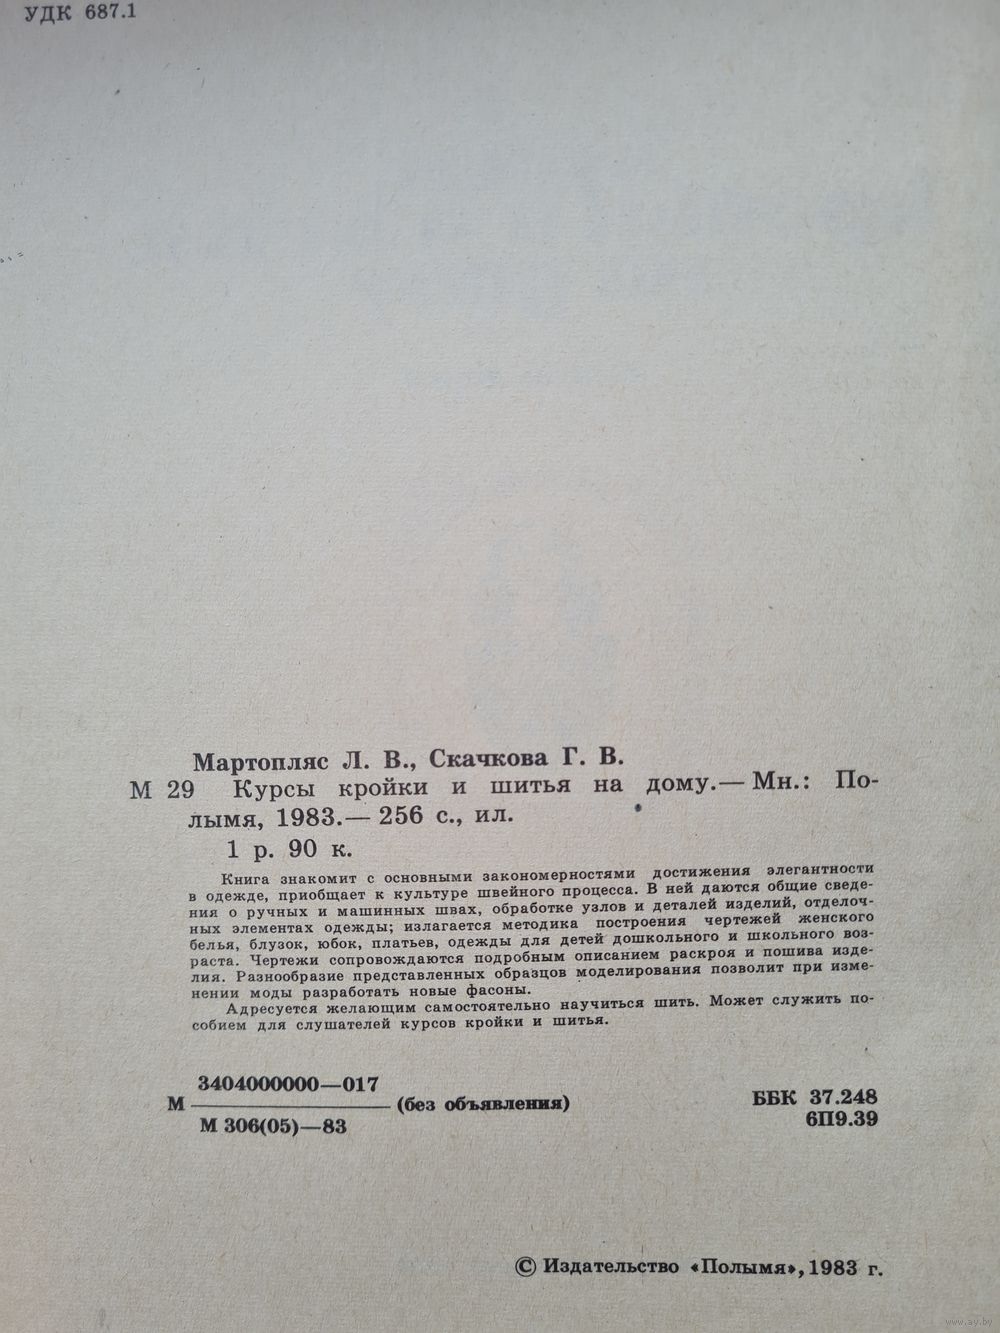 УДК 687.1
Мартопляс Л. В., Скачкова Г. В.
М 29 Курсы кройки и шитья на дому.— Мн.: По-
лымя, 1983.— 256 с., ил.
1 р. 90 к.
Книга знакомит с основными закономерностями достижения элегантности
в одежде, приобщает к культуре швейного процесса. В ней даются общие сведе-
ния о ручных и машинных швах, обработке узлов и деталей изделий, отделоч-
ных элементах одежды; излагается методика построения чертежей женского
белья, блузок, юбок, платьев, одежды для детей дошкольного и школьного воз-
раста. Чертежи сопровождаются подробным описанием раскроя и пошива изде-
лия. Разнообразие представленных образцов моделирования позволит при изме-
нении моды разработать новые фасоны.
Адресуется желающим самостоятельно научиться шить. Может служить по-
собием для слушателей курсов кройки и шитья.
3404000000—017
М (без объявления)
М 306(05)—83
ББК 37.248
6П9.39
© Издательство «Полымя», 1983 г.
www.ay.by